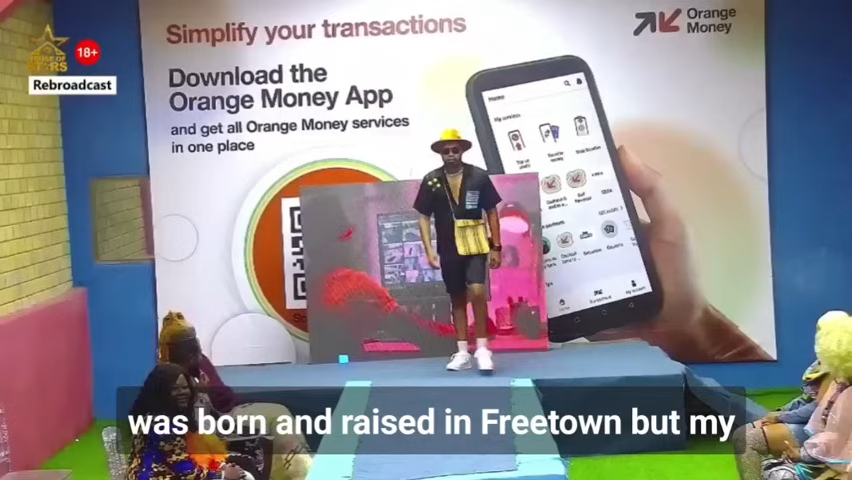 HOUSE OF
STARS
18+
Rebroadcast
Simplify your transactions
Orange
Money
Download the
Orange Money App
and get all Orange Money services
in one place
Home
was born and raised in Freetown but my